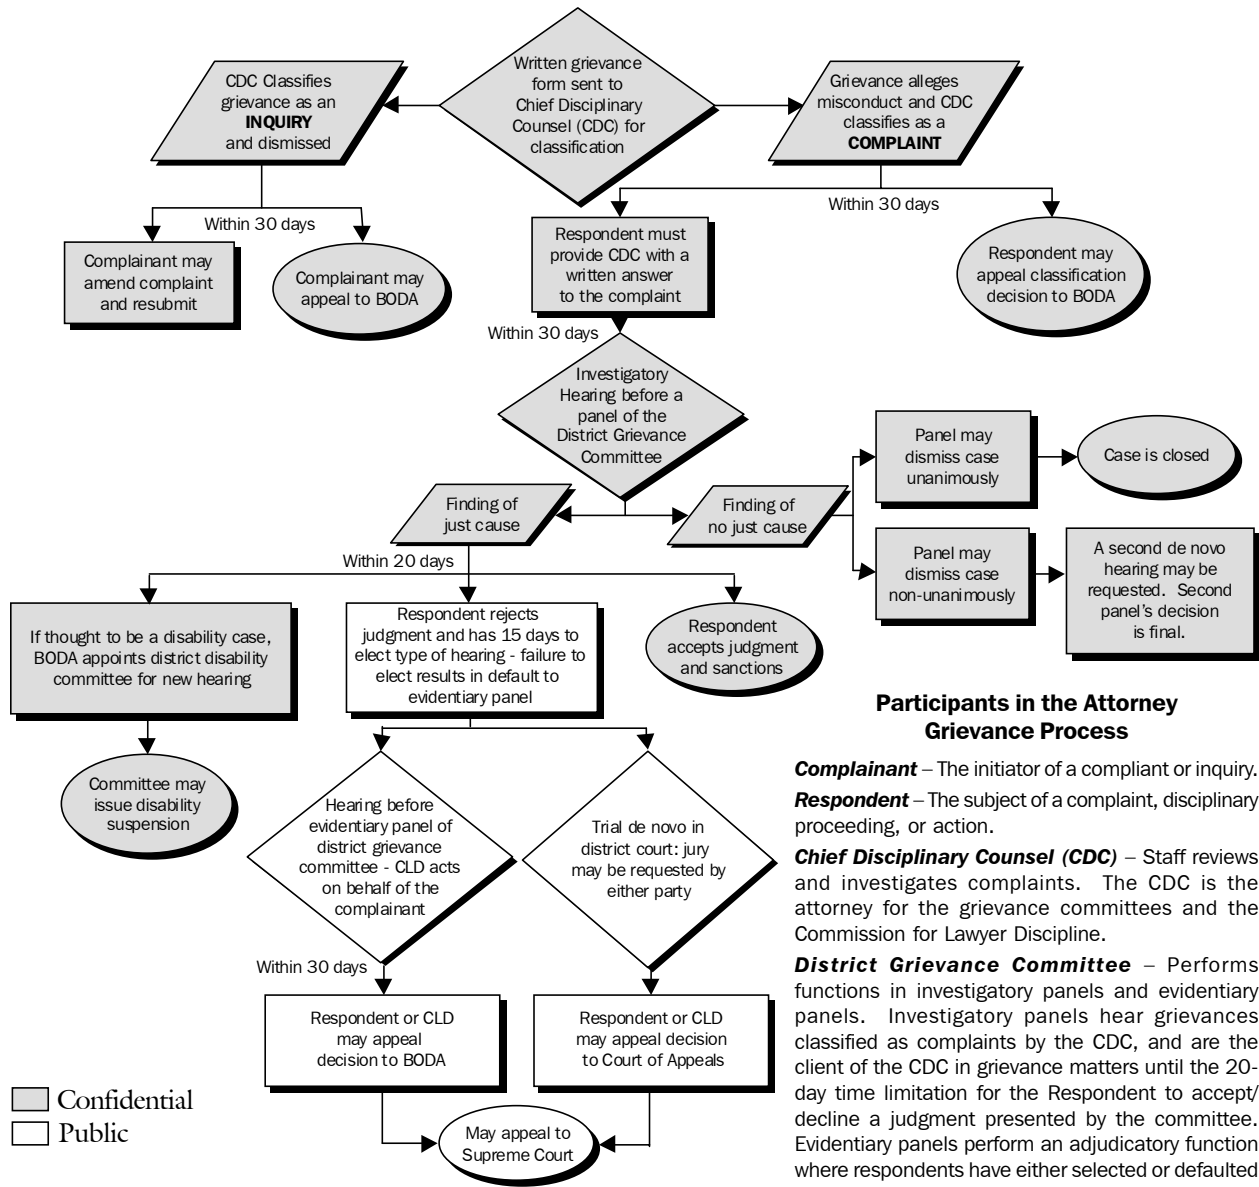 CDC Classifies
grievance as an
INQUIRY
and dismissed
Written grievance
form sent to
Chief Disciplinary
Counsel (CDC) for
classification
Grievance alleges
misconduct and CDC
classifies as a
COMPLAINT
Within 30 days
Complainant may
amend complaint
and resubmit
Complainant may
appeal to BODA
Within 30 days
Respondent must
provide CDC with a
written answer
to the complaint
Respondent may
appeal classification
decision to BODA
Within 30 days
Investigatory
Hearing before a
panel of the
District Grievance
Committee
Finding of
just cause
Finding of
no just cause
Panel may
dismiss case
unanimously
Case is closed
Panel may
dismiss case
non-unanimously
A second de novo
hearing may be
requested. Second
panel's decision
is final.
Within 20 days
If thought to be a disability case,
BODA appoints district disability
committee for new hearing
Respondent rejects
judgment and has 15 days to
elect type of hearing - failure to
elect results in default to
evidentiary panel
Respondent
accepts judgment
and sanctions
Committee may
issue disability
suspension
Hearing before
evidentiary panel of
district grievance
committee - CLD acts
on behalf of the
complainant
Trial de novo in
district court: jury
may be requested by
either party
Within 30 days
Respondent or CLD
may appeal
decision to BODA
Respondent or CLD
may appeal decision
to Court of Appeals
May appeal to
Supreme Court
Confidential
Public
Participants in the Attorney
Grievance Process
Complainant – The initiator of a compliant or inquiry.
Respondent – The subject of a complaint, disciplinary
proceeding, or action.
Chief Disciplinary Counsel (CDC) – Staff reviews
and investigates complaints. The CDC is the
attorney for the grievance committees and the
Commission for Lawyer Discipline.
District Grievance Committee – Performs
functions in investigatory panels and evidentiary
panels. Investigatory panels hear grievances
classified as complaints by the CDC, and are the
client of the CDC in grievance matters until the 20-
day time limitation for the Respondent to accept/
decline a judgment presented by the committee.
Evidentiary panels perform an adjudicatory function
where respondents have either selected or defaulted